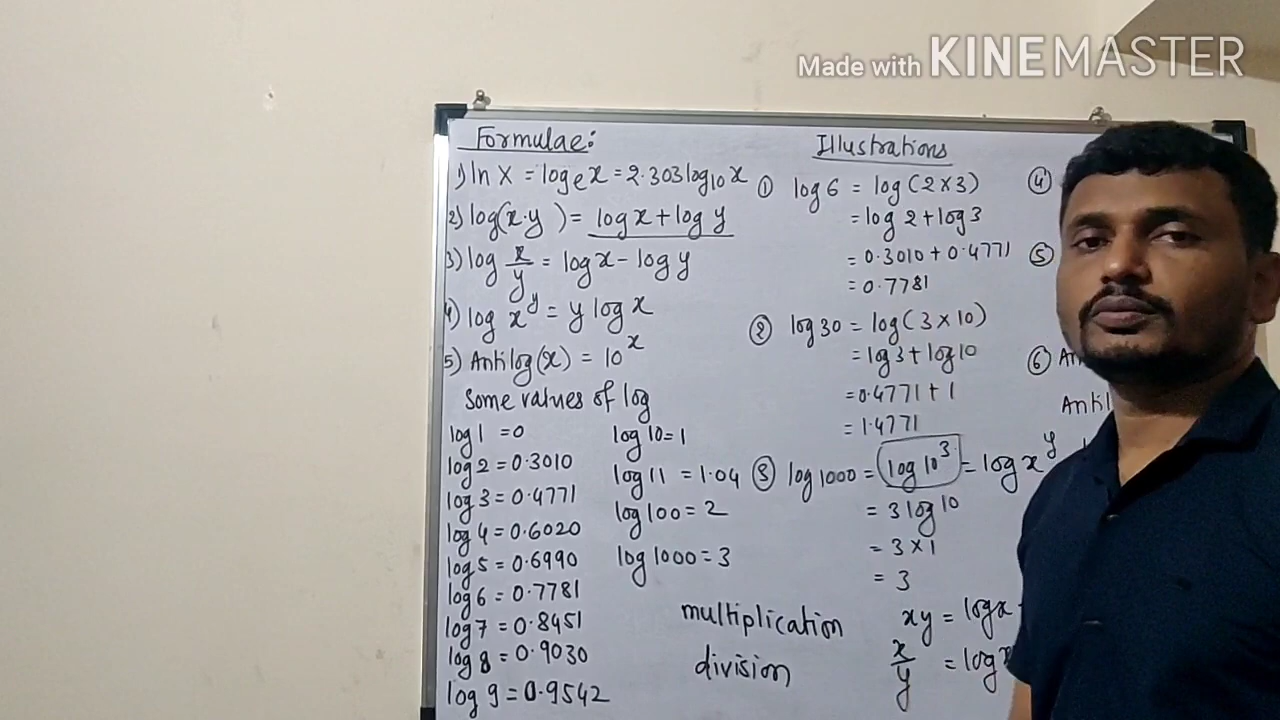 Made with KINEMASTER
Formulae:
1) ln X = logₑ x = 2.303 log₁₀ x
2) log(x.y) = log x + log y
3) log x/y = log x - log y
4) log xʸ = y log x
5) Antilog(x) = 10ˣ
Some values of log
log 1 = 0
log 2 = 0.3010
log 3 = 0.4771
log 4 = 0.6020
log 5 = 0.6990
log 6 = 0.7781
log 7 = 0.8451
log 8 = 0.9030
log 9 = 0.9542
log 10 = 1
log 11 = 1.04
log 100 = 2
log 1000 = 3
multiplication
division
Illustrations
① log 6 = log(2×3)
= log 2 + log 3
= 0.3010 + 0.4771
= 0.7781
② log 30 = log(3×10)
= log 3 + log 10
= 0.4771 + 1
= 1.4771
③ log 1000 = log 10³ = log xʸ
= 3 log 10
= 3×1
= 3
xy = log x
x/y = log x
④
⑤
⑥ An
Antil